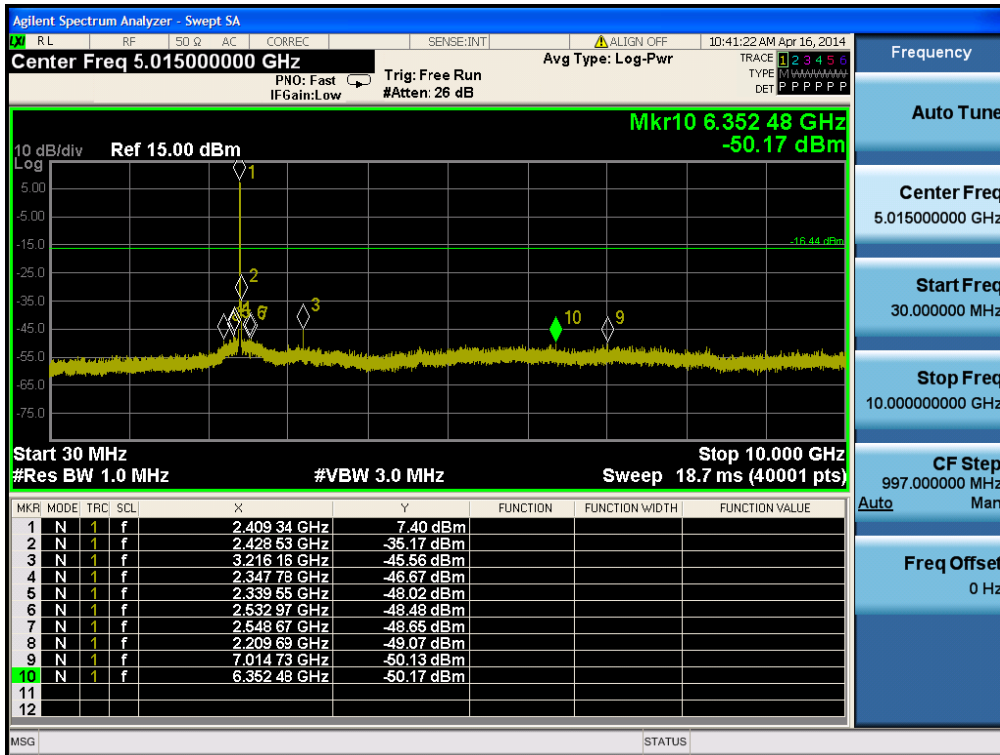 Agilent Spectrum Analyzer - Swept SA
LXI RL RF 50 Ω AC CORREC SENSE:INT ALIGN OFF 10:41:22 AM Apr 16, 2014
Center Freq 5.015000000 GHz
PNO: Fast
IFGain:Low
Trig: Free Run
#Atten: 26 dB
Avg Type: Log-Pwr
TRACE 1 2 3 4 5 6
TYPE M
DET P P P P P P
Mkr10 6.352 48 GHz
-50.17 dBm
10 dB/div Ref 15.00 dBm
Log
5.00
-5.00
-15.0
-25.0
-35.0
-45.0
-55.0
-65.0
-75.0
-16.44 dBm
1
2
3
6
10
9
Start 30 MHz Stop 10.000 GHz
#Res BW 1.0 MHz #VBW 3.0 MHz Sweep 18.7 ms (40001 pts)
MKR MODE TRC SCL X Y FUNCTION FUNCTION WIDTH FUNCTION VALUE
1 N 1 f 2.409 34 GHz 7.40 dBm
2 N 1 f 2.428 53 GHz -35.17 dBm
3 N 1 f 3.216 16 GHz -45.56 dBm
4 N 1 f 2.347 78 GHz -46.67 dBm
5 N 1 f 2.339 55 GHz -48.02 dBm
6 N 1 f 2.532 97 GHz -48.48 dBm
7 N 1 f 2.548 67 GHz -48.65 dBm
8 N 1 f 2.209 69 GHz -49.07 dBm
9 N 1 f 7.014 73 GHz -50.13 dBm
10 N 1 f 6.352 48 GHz -50.17 dBm
11
12
MSG STATUS
Frequency
Auto Tune
Center Freq
5.015000000 GHz
Start Freq
30.000000 MHz
Stop Freq
10.000000000 GHz
CF Step
997.000000 MHz
Auto Man
Freq Offset
0 Hz